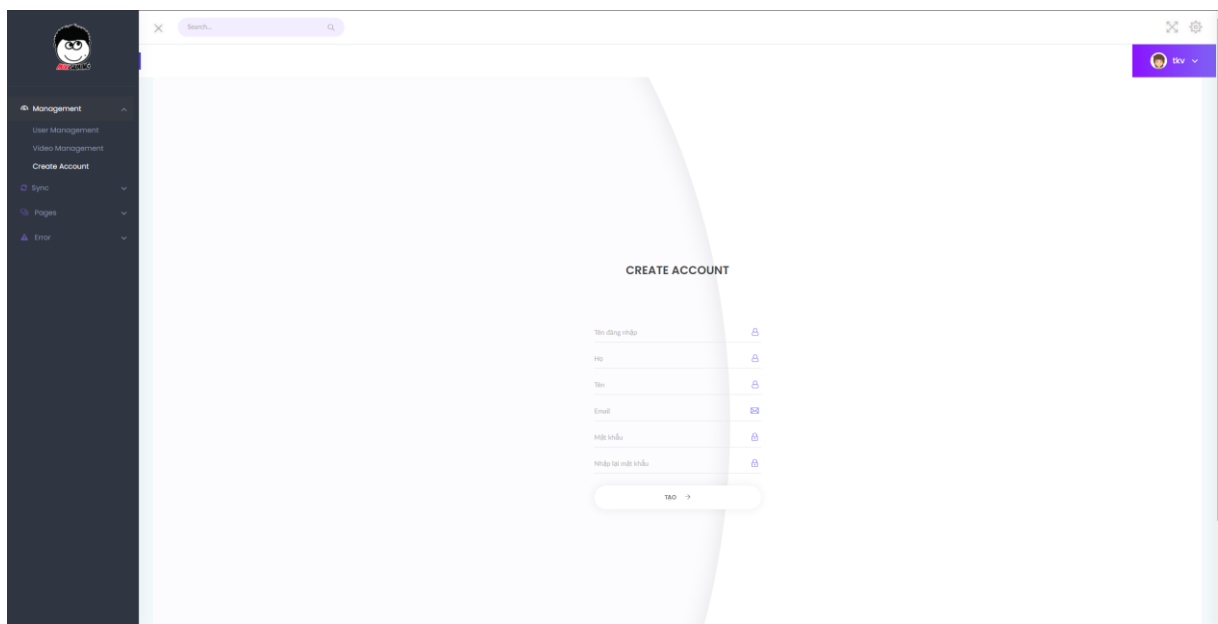 Search...
tkv
Management
User Management
Video Management
Create Account
Sync
Pages
Error
CREATE ACCOUNT
Tên đăng nhập
Họ
Tên
Email
Mật khẩu
Nhập lại mật khẩu
TẠO